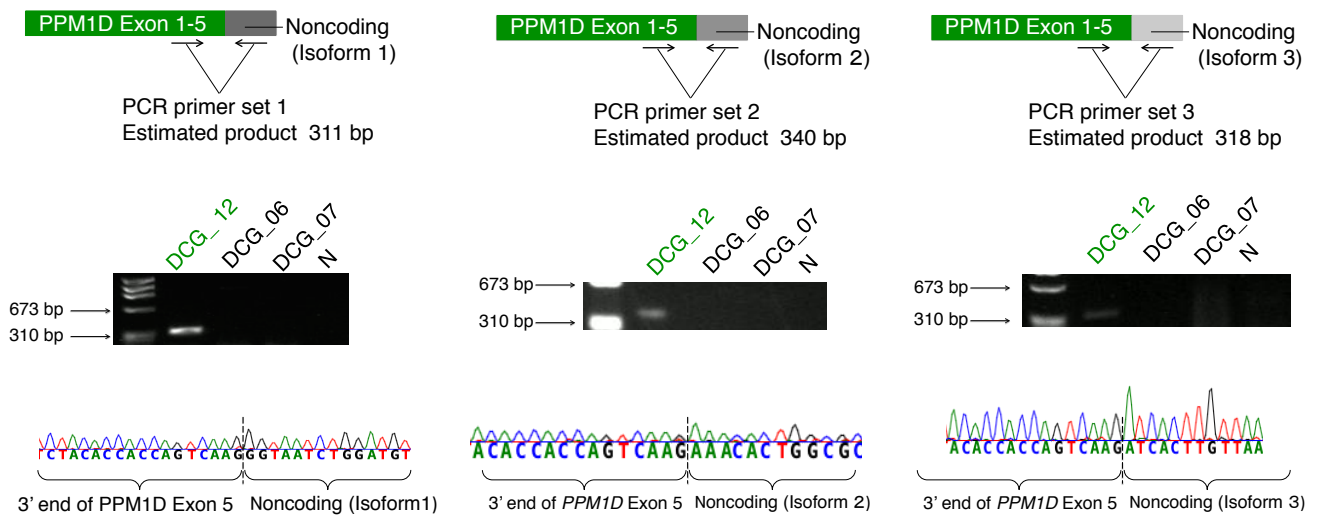 PPM1D Exon 1-5
Noncoding
(Isoform 1)
PCR primer set 1
Estimated product 311 bp
DCG_12
DCG_06
DCG_07
N
673 bp
310 bp
CTACACCACCAGTCAAGGGTAATCTGGATGT
3’ end of PPM1D Exon 5
Noncoding (Isoform1)
PPM1D Exon 1-5
Noncoding
(Isoform 2)
PCR primer set 2
Estimated product 340 bp
DCG_12
DCG_06
DCG_07
N
673 bp
310 bp
ACACCACCAGTCAAGAAACACTGGCGC
3’ end of PPM1D Exon 5
Noncoding (Isoform 2)
PPM1D Exon 1-5
Noncoding
(Isoform 3)
PCR primer set 3
Estimated product 318 bp
DCG_12
DCG_06
DCG_07
N
673 bp
310 bp
ACACCACCAGTCAAGATCACTTGTTAA
3’ end of PPM1D Exon 5
Noncoding (Isoform 3)